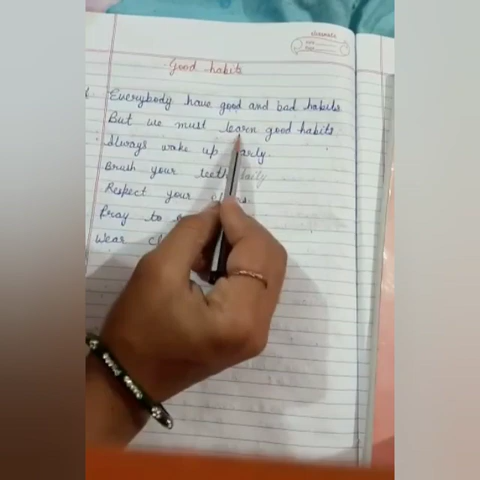 classmate
Good habits
Everybody have good and bad habits
But we must learn good habits
Always wake up early.
Brush your teeth daily
Respect your
Pray to
Wear